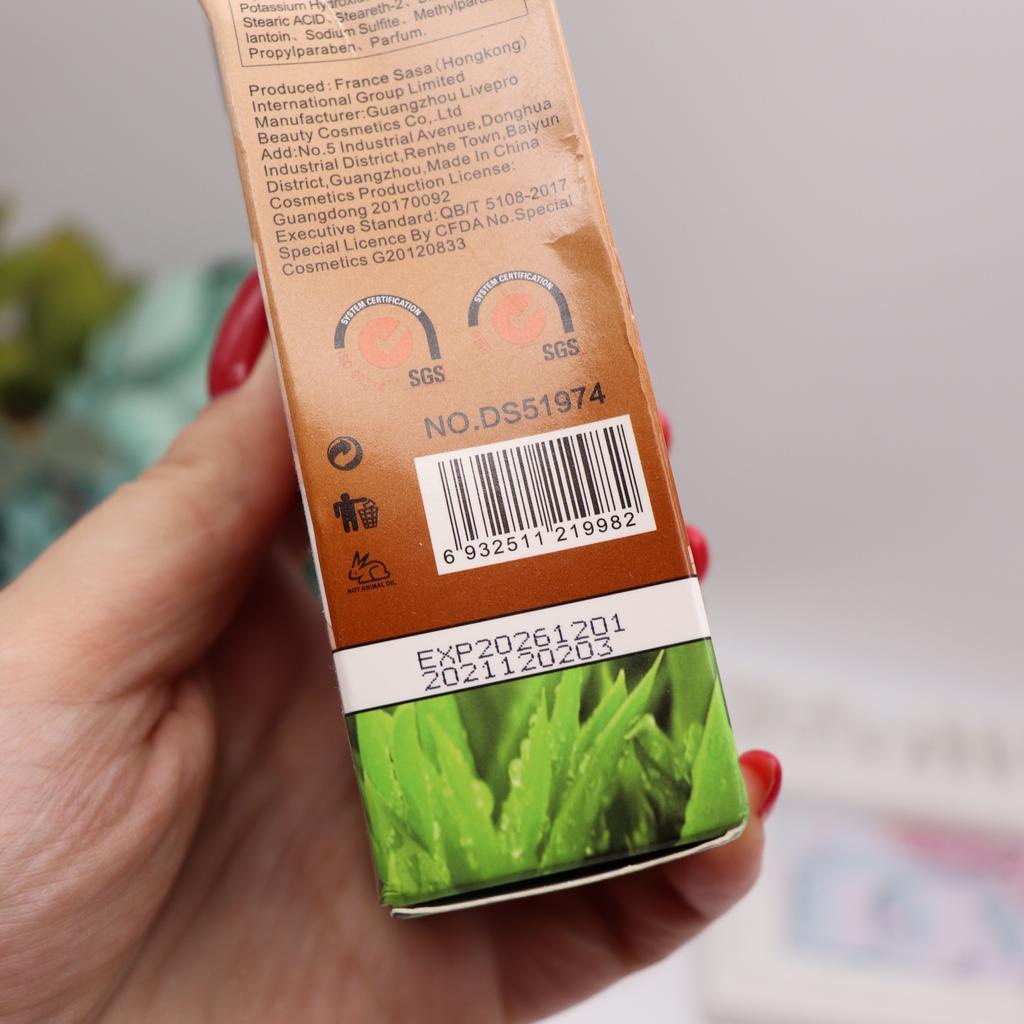 Potassium
Stearic ACID、Steareth-2、
lantoin、Sodium Sulfite、Methylpara
Propylparaben、Parfum.
Produced:France Sasa(Hongkong)
International Group Limited
Manufacturer:Guangzhou Livepro
Beauty Cosmetics Co,.Ltd
Add:No.5 Industrial Avenue,Donghua
Industrial District,Renhe Town,Baiyun
District,Guangzhou,Made In China
Cosmetics Production License:
Guangdong 20170092
Executive Standard:QB/T 5108-2017
Special Licence By CFDA No.Special
Cosmetics G20120833
SYSTEM CERTIFICATION
SGS
SYSTEM CERTIFICATION
SGS
NO.DS51974
6 932511 219982
NOT ANIMAL
EXP20261201
2021120203